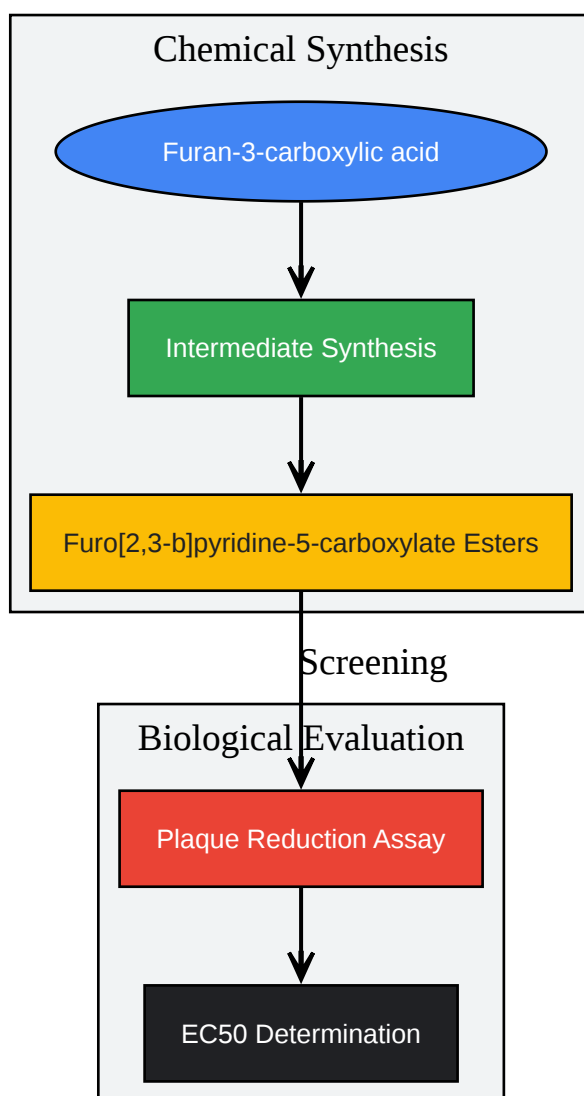 Chemical Synthesis
Furan-3-carboxylic acid
Intermediate Synthesis
Furo[2,3-b]pyridine-5-carboxylate Esters
Screening
Biological Evaluation
Plaque Reduction Assay
EC50 Determination